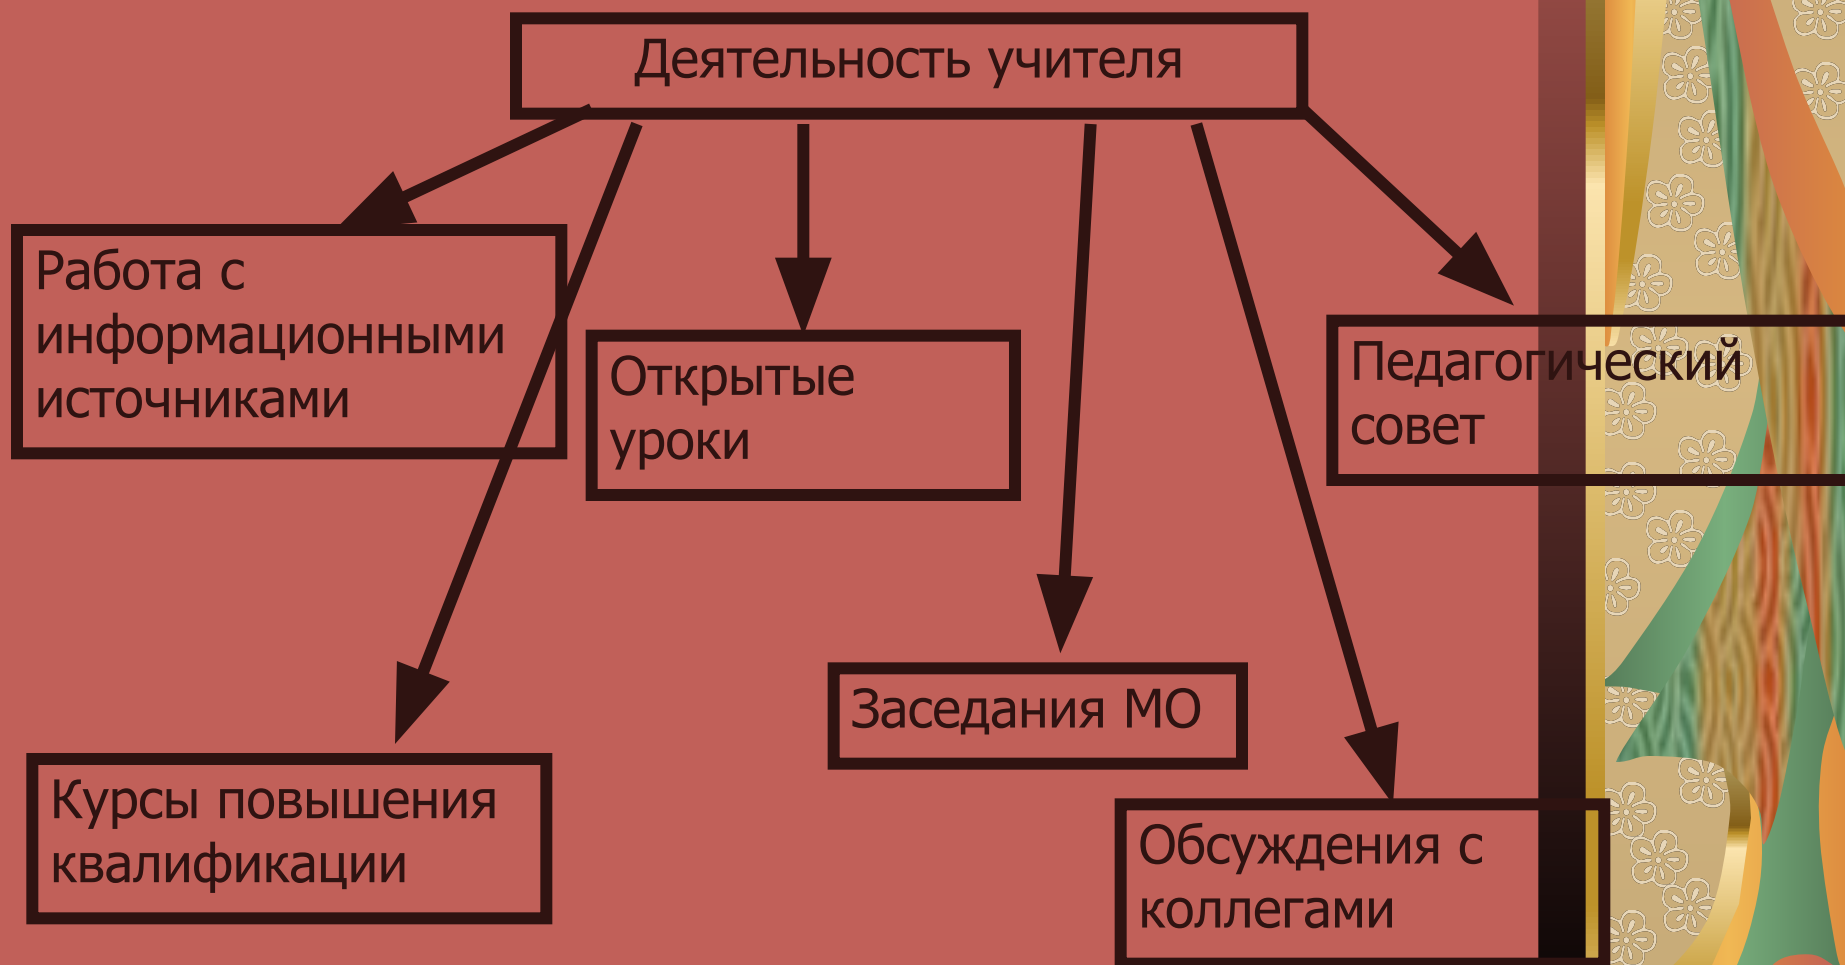 Деятельность учителя
Работа с
информационными
источниками
Открытые
уроки
Педагогический
совет
Заседания МО
Курсы повышения
квалификации
Обсуждения с
коллегами